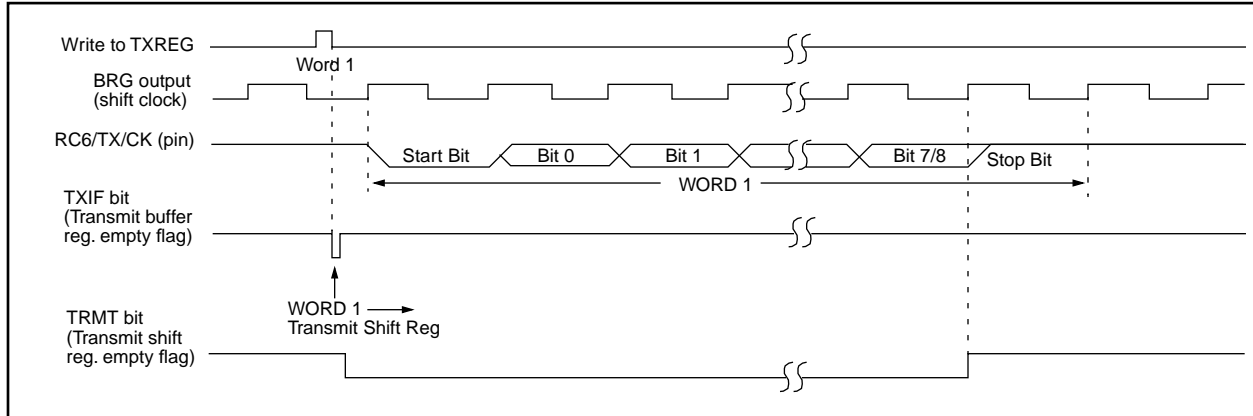 Write to TXREG
Word 1
BRG output
(shift clock)
RC6/TX/CK (pin)
Start Bit
Bit 0
Bit 1
Bit 7/8
Stop Bit
WORD 1
TXIF bit
(Transmit buffer
reg. empty flag)
WORD 1
Transmit Shift Reg
TRMT bit
(Transmit shift
reg. empty flag)